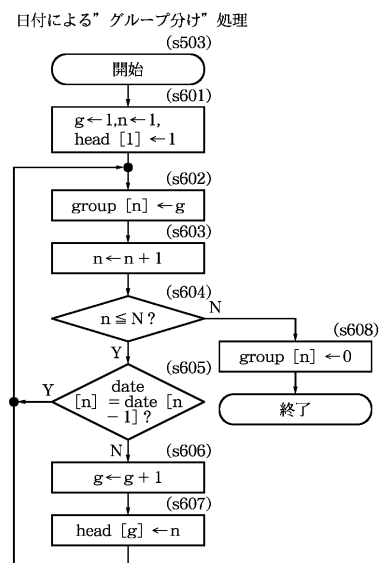 日付による”グループ分け”処理
(s503)
開始
(s601)
g←1,n←1,
head [1] ←1
(s602)
group [n] ←g
(s603)
n←n+1
(s604)
n≦N?
N
Y
(s608)
group [n] ←0
終了
(s605)
Y
date
[n] =date [n
-1] ?
N
(s606)
g←g+1
(s607)
head [g] ←n